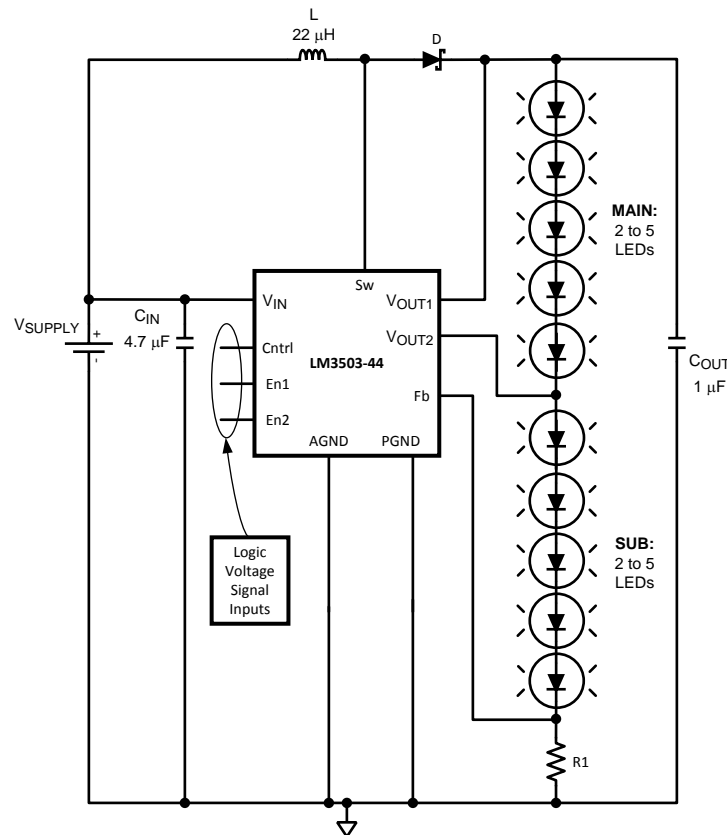 L
22 µH
D
MAIN:
2 to 5
LEDs
Sw
VIN
VOUT1
VSUPPLY
+
-
CIN
4.7 µF
VOUT2
Cntrl
LM3503-44
En1
Fb
En2
COUT
1 µF
AGND
PGND
Logic
Voltage
Signal
Inputs
SUB:
2 to 5
LEDs
R1